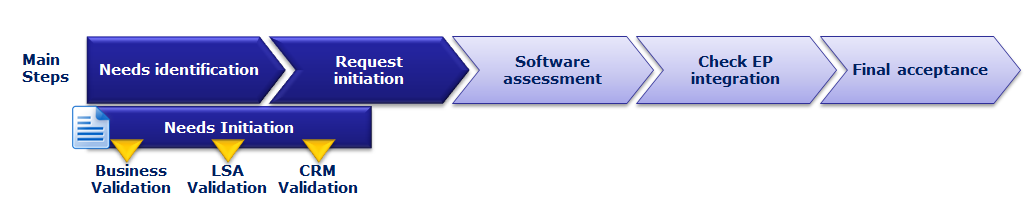 Main
Steps
Needs identification
Request
initiation
Software
assessment
Check EP
integration
Final acceptance
Needs Initiation
Business
Validation
LSA
Validation
CRM
Validation